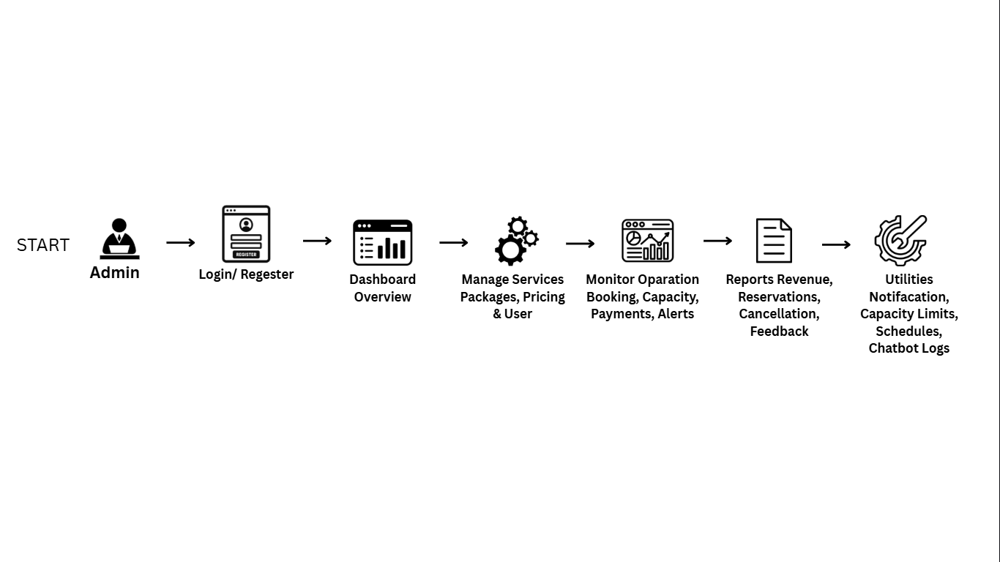 START
Admin
REGISTER
Login/ Regester
Dashboard
Overview
Manage Services
Packages, Pricing
& User
Monitor Oparation
Booking, Capacity,
Payments, Alerts
Reports Revenue,
Reservations,
Cancellation,
Feedback
Utilities
Notifacation,
Capacity Limits,
Schedules,
Chatbot Logs